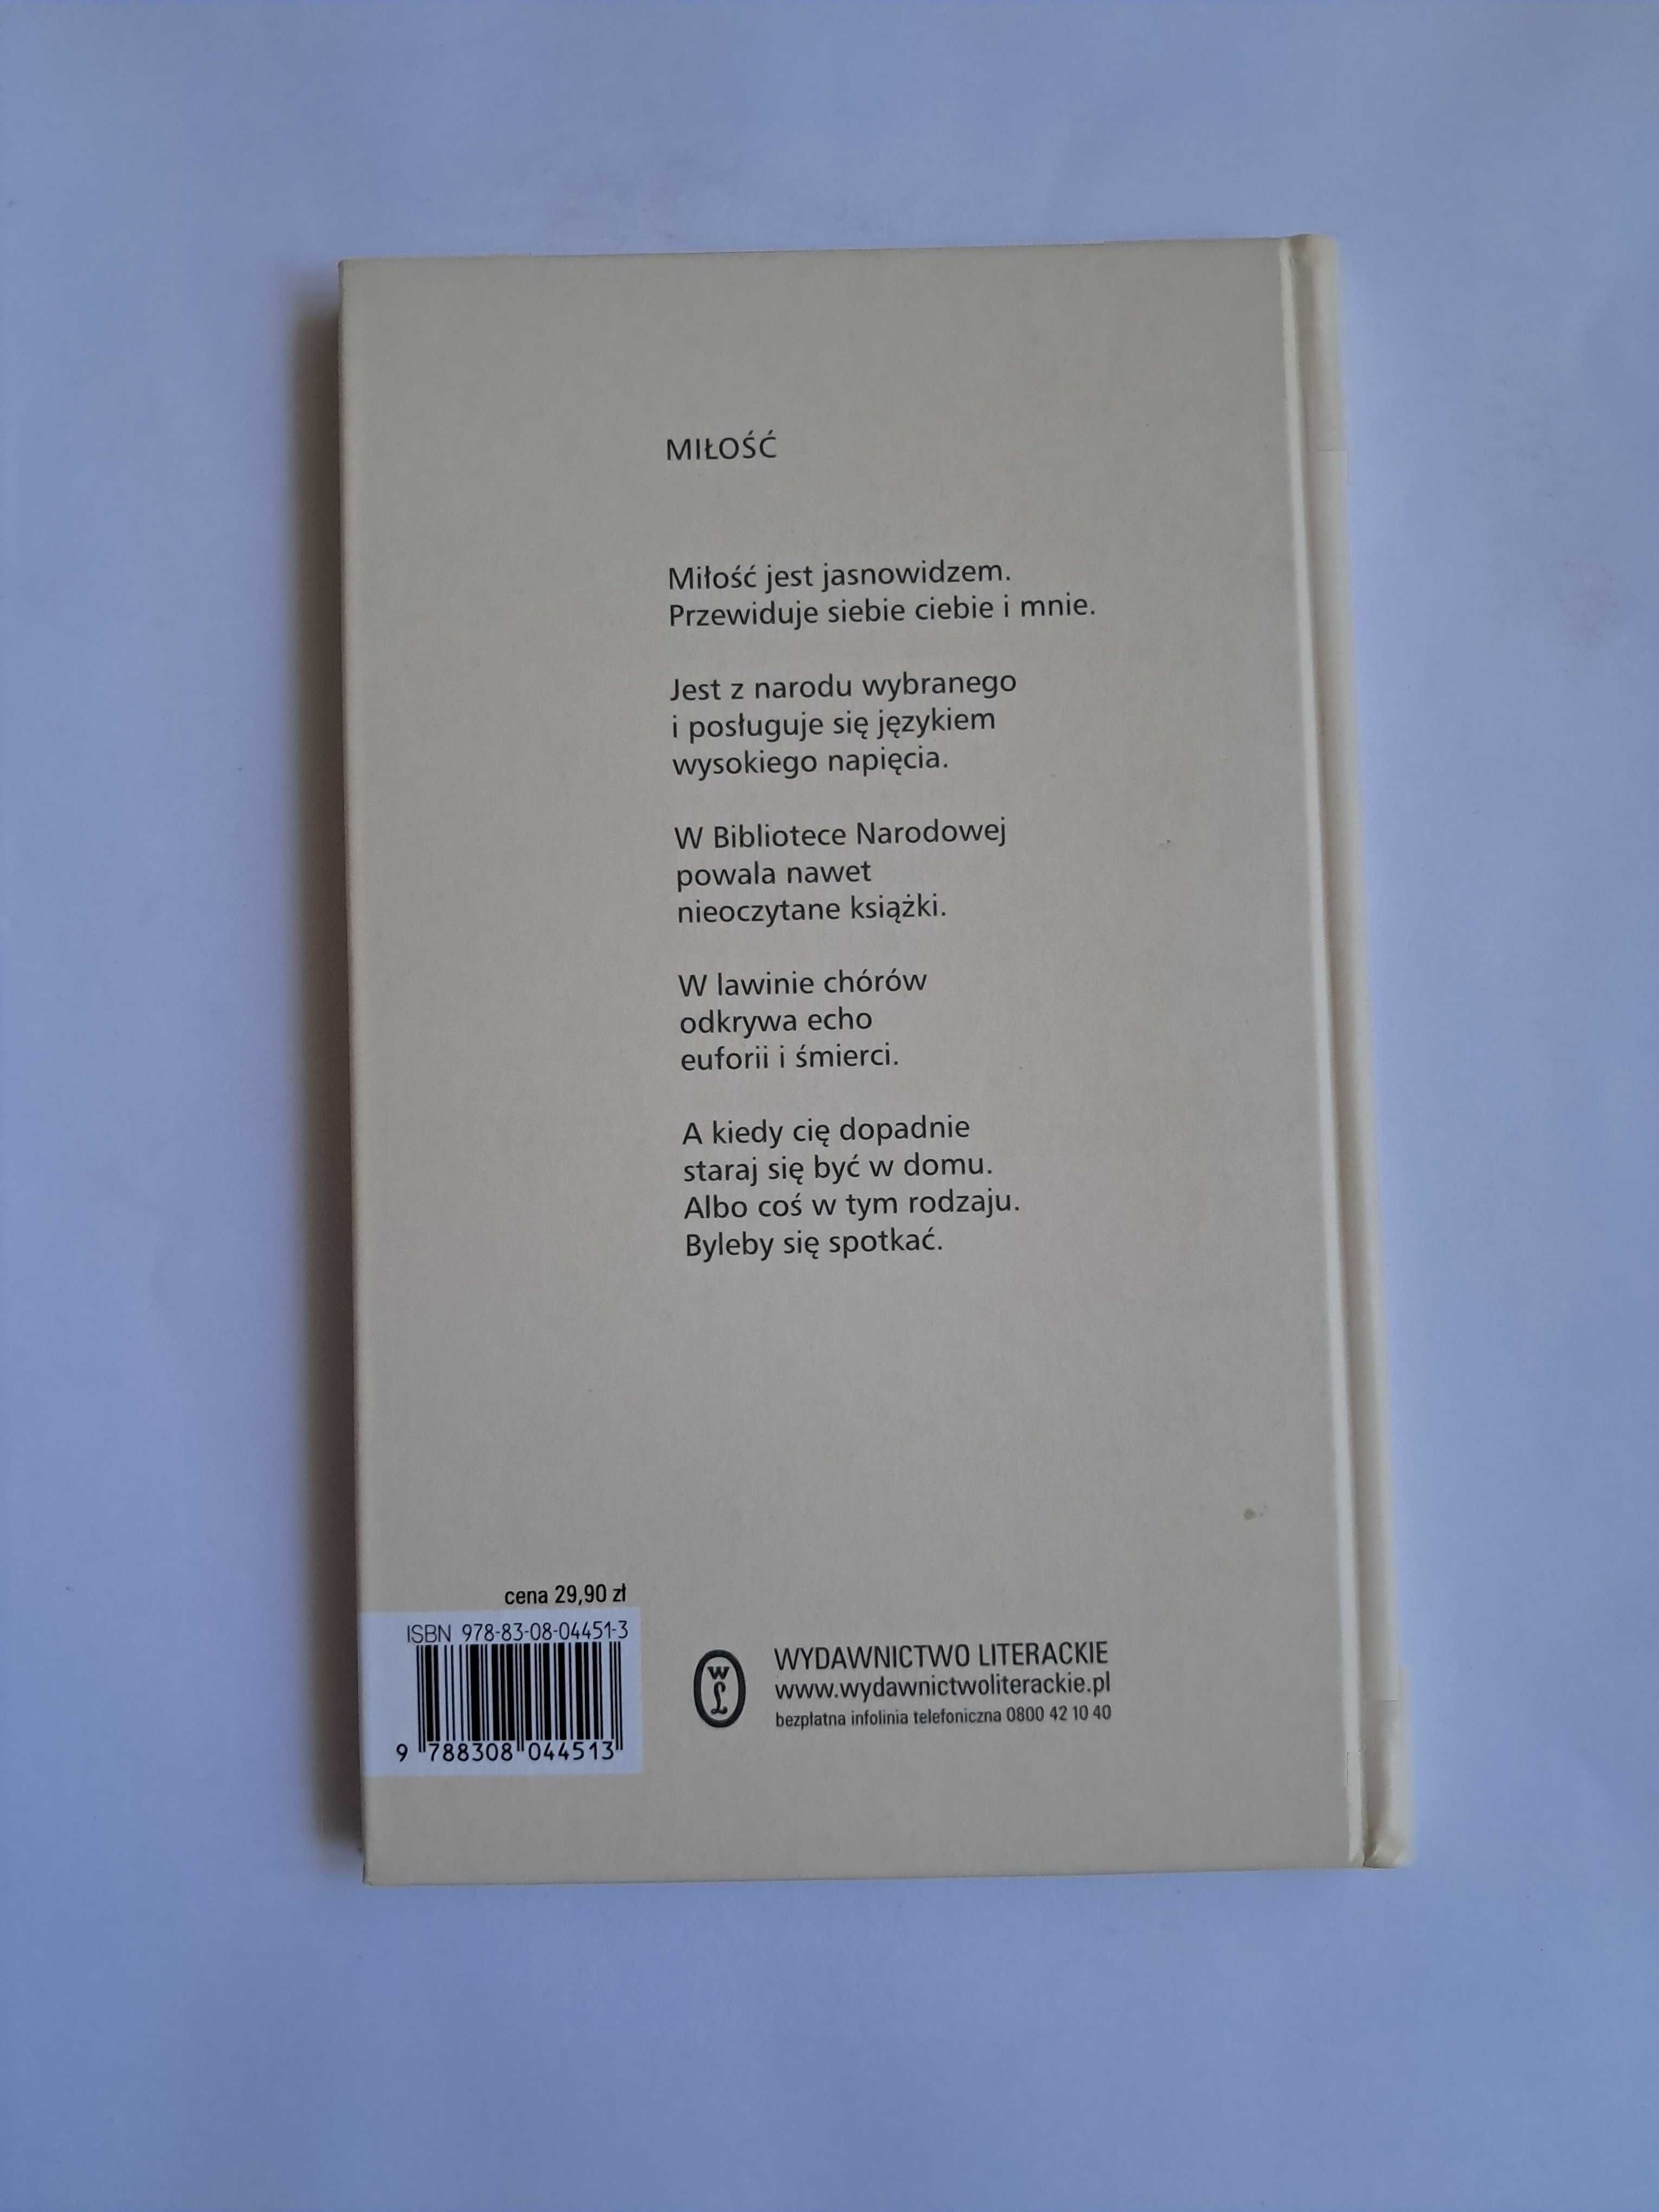 MIŁOŚĆ
Miłość jest jasnowidzem.
Przewiduje siebie ciebie i mnie.
Jest z narodu wybranego
i posługuje się językiem
wysokiego napięcia.
W Bibliotece Narodowej
powala nawet
nieoczytane książki.
W lawinie chórów
odkrywa echo
euforii i śmierci.
A kiedy cię dopadnie
staraj się być w domu.
Albo coś w tym rodzaju.
Byleby się spotkać.
cena 29,90 zł
ISBN 978-83-08-04451-3
9 788308 044513
WL
WYDAWNICTWO LITERACKIE
www.wydawnictwoliterackie.pl
bezpłatna infolinia telefoniczna 0800 42 10 40